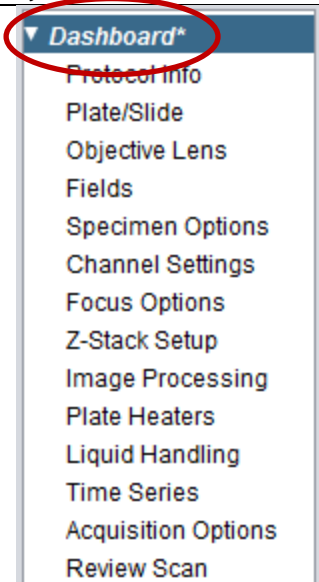 Dashboard*
Protocol Info
Plate/Slide
Objective Lens
Fields
Specimen Options
Channel Settings
Focus Options
Z-Stack Setup
Image Processing
Plate Heaters
Liquid Handling
Time Series
Acquisition Options
Review Scan